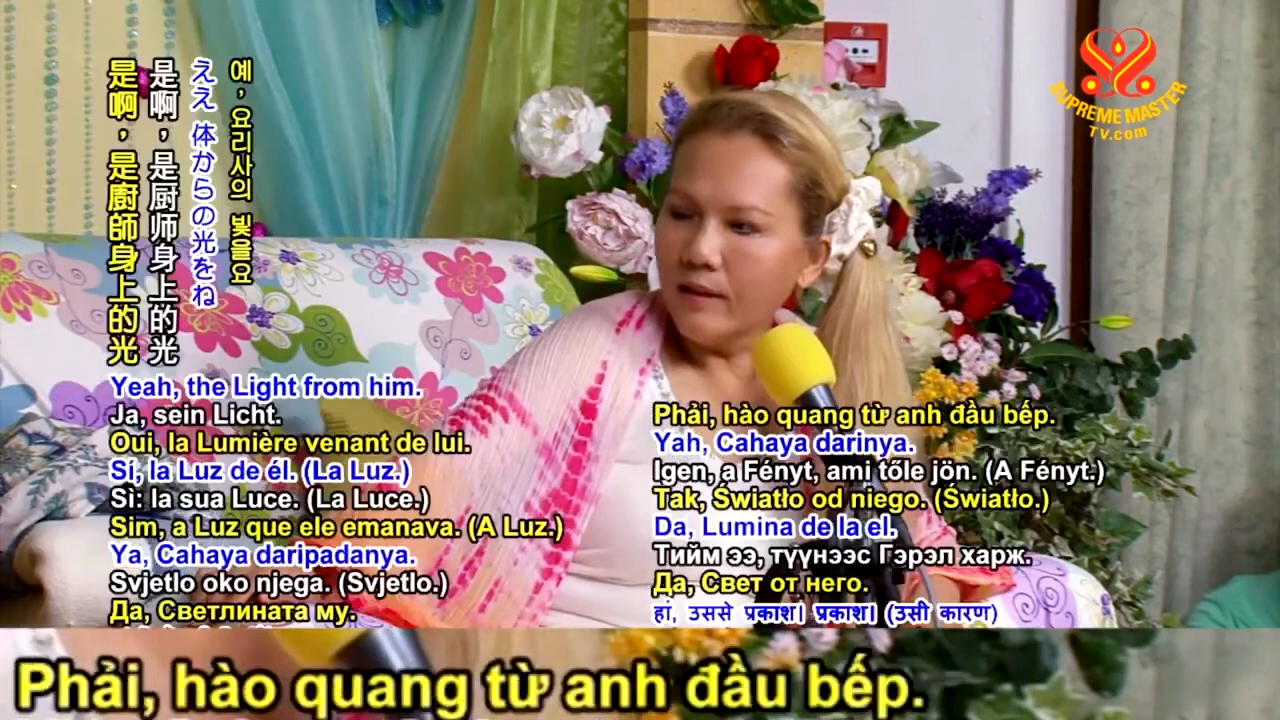 예, 요리사의 빛을요
ええ 体からの光をね
是啊，是厨师身上的光
是啊，是廚師身上的光
SUPREME MASTER
TV.com
Yeah, the Light from him.
Ja, sein Licht.
Oui, la Lumière venant de lui.
Sí, la Luz de él. (La Luz.)
Sì: la sua Luce. (La Luce.)
Sim, a Luz que ele emanava. (A Luz.)
Ya, Cahaya daripadanya.
Svjetlo oko njega. (Svjetlo.)
Да, Светлината му.
Phải, hào quang từ anh đầu bếp.
Yah, Cahaya darinya.
Igen, a Fényt, ami tőle jön. (A Fényt.)
Tak, Światło od niego. (Światło.)
Da, Lumina de la el.
Тийм ээ, түүнээс Гэрэл харж.
Да, Свет от него.
हां, उससे प्रकाश। प्रकाश। (उसी कारण)
Phải, hào quang từ anh đầu bếp.